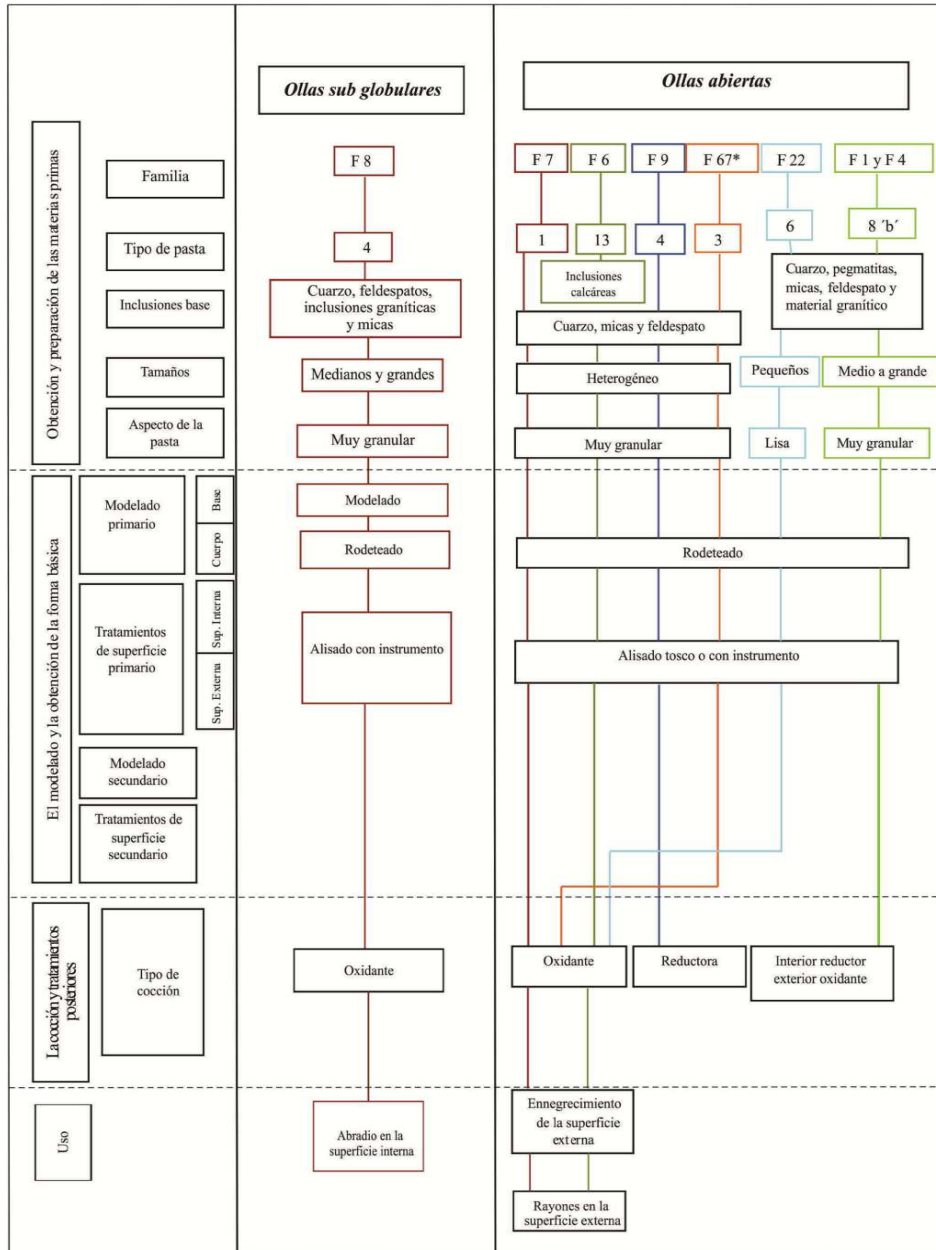 Ollas sub globulares
Ollas abiertas
Obtención y preparación de las materias primas
Familia
F 8
F 7
F 6
F 9
F 67*
F 22
F 1 y F 4
Tipo de pasta
4
1
13
4
3
6
8 ´b´
Inclusiones base
Cuarzo, feldespatos,
inclusiones graníticas
y micas
Inclusiones
calcáreas
Cuarzo, micas y feldespato
Cuarzo, pegmatitas,
micas, feldespato y
material granítico
Tamaños
Medianos y grandes
Heterogéneo
Pequeños
Medio a grande
Aspecto de la
pasta
Muy granular
Muy granular
Lisa
Muy granular
El modelado y la obtención de la forma básica
Modelado
primario
Base
Cuerpo
Modelado
Rodeteado
Rodeteado
Tratamientos
de superficie
primario
Sup. Interna
Sup. Externa
Alisado con instrumento
Alisado tosco o con instrumento
Modelado
secundario
Tratamientos de
superficie
secundario
La cocción y tratamientos
posteriores
Tipo de
cocción
Oxidante
Oxidante
Reductora
Interior reductor
exterior oxidante
Uso
Abradio en la
superficie interna
Ennegrecimiento
de la superficie
externa
Rayones en la
superficie externa